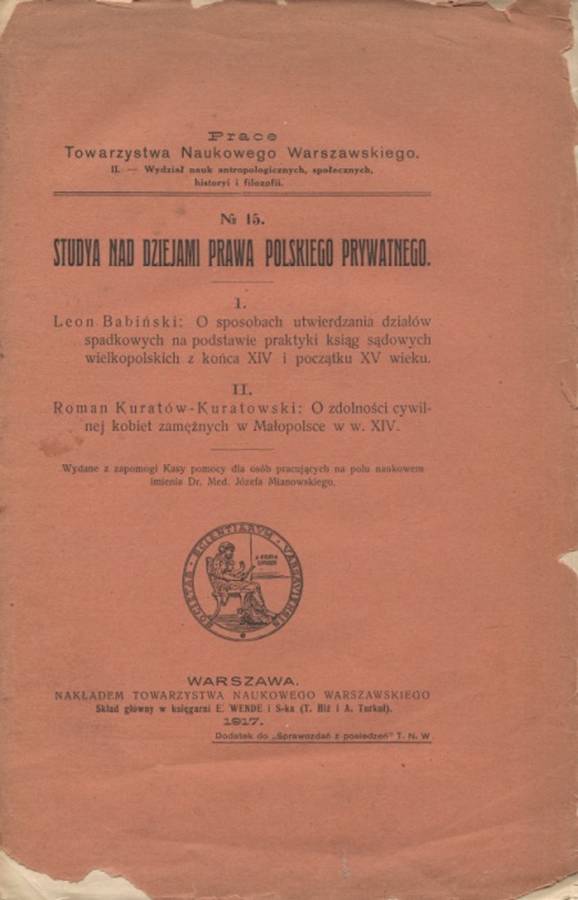 Prace
Towarzystwa Naukowego Warszawskiego.
II. — Wydział nauk antropologicznych, społecznych,
historyi i filozofii.
№ 15.
STUDYA NAD DZIEJAMI PRAWA POLSKIEGO PRYWATNEGO.
I.
Leon Babiński: O sposobach utwierdzania działów
spadkowych na podstawie praktyki ksiąg sądowych
wielkopolskich z końca XIV i początku XV wieku.
II.
Roman Kuratów-Kuratowski: O zdolności cywil-
nej kobiet zamężnych w Małopolsce w w. XIV.
Wydane z zapomogi Kasy pomocy dla osób pracujących na polu naukowem
imienia Dr. Med. Józefa Mianowskiego.
SOCIETAS · SCIENTIARVM · VARSAVIENSIS
WARSZAWA.
NAKŁADEM TOWARZYSTWA NAUKOWEGO WARSZAWSKIEGO
Skład główny w księgarni E. WENDE i S-ka (T. Hiż i A. Turkuł).
1917.
Dodatek do „Sprawozdań z posiedzeń" T. N. W